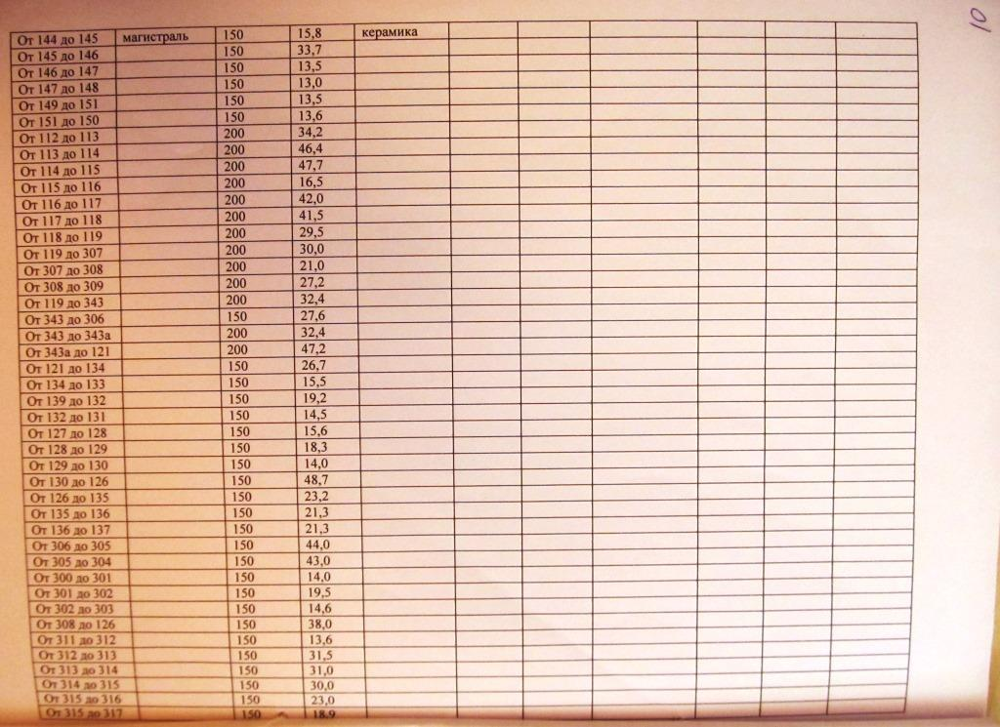 10
От 144 до 145 магистраль 150 15,8 керамика
От 145 до 146 150 33,7
От 146 до 147 150 13,5
От 147 до 148 150 13,0
От 149 до 151 150 13,5
От 151 до 150 150 13,6
От 112 до 113 200 34,2
От 113 до 114 200 46,4
От 114 до 115 200 47,7
От 115 до 116 200 16,5
От 116 до 117 200 42,0
От 117 до 118 200 41,5
От 118 до 119 200 29,5
От 119 до 307 200 30,0
От 307 до 308 200 21,0
От 308 до 309 200 27,2
От 119 до 343 200 32,4
От 343 до 306 150 27,6
От 343 до 343а 200 32,4
От 343а до 121 200 47,2
От 121 до 134 150 26,7
От 134 до 133 150 15,5
От 139 до 132 150 19,2
От 132 до 131 150 14,5
От 127 до 128 150 15,6
От 128 до 129 150 18,3
От 129 до 130 150 14,0
От 130 до 126 150 48,7
От 126 до 135 150 23,2
От 135 до 136 150 21,3
От 136 до 137 150 21,3
От 306 до 305 150 44,0
От 305 до 304 150 43,0
От 300 до 301 150 14,0
От 301 до 302 150 19,5
От 302 до 303 150 14,6
От 308 до 126 150 38,0
От 311 до 312 150 13,6
От 312 до 313 150 31,5
От 313 до 314 150 31,0
От 314 до 315 150 30,0
От 315 до 316 150 23,0
От 315 до 317 150 18,9